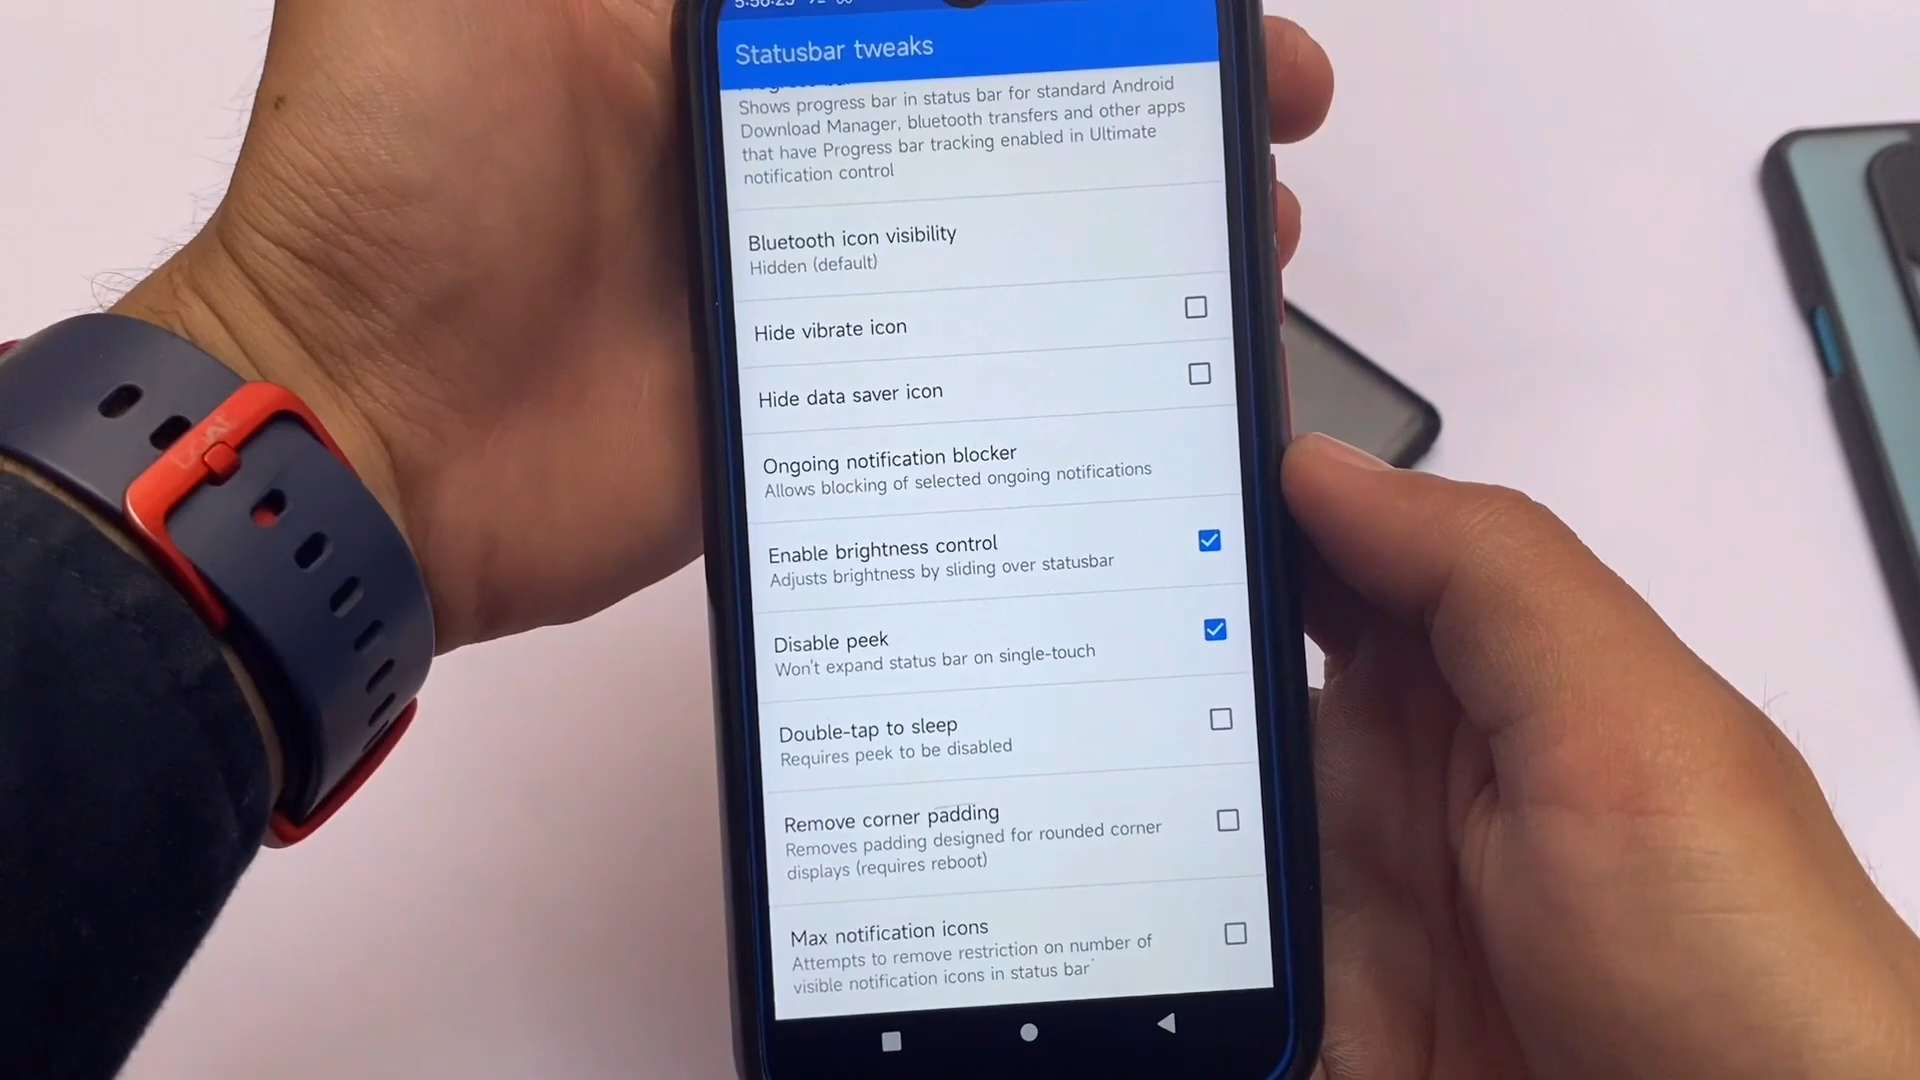 Statusbar tweaks
Shows progress bar in status bar for standard Android
Download Manager, bluetooth transfers and other apps
that have Progress bar tracking enabled in Ultimate
notification control
Bluetooth icon visibility
Hidden (default)
Hide vibrate icon
Hide data saver icon
Ongoing notification blocker
Allows blocking of selected ongoing notifications
Enable brightness control
Adjusts brightness by sliding over statusbar
Disable peek
Won't expand status bar on single-touch
Double-tap to sleep
Requires peek to be disabled
Remove corner padding
Removes padding designed for rounded corner
displays (requires reboot)
Max notification icons
Attempts to remove restriction on number of
visible notification icons in status bar